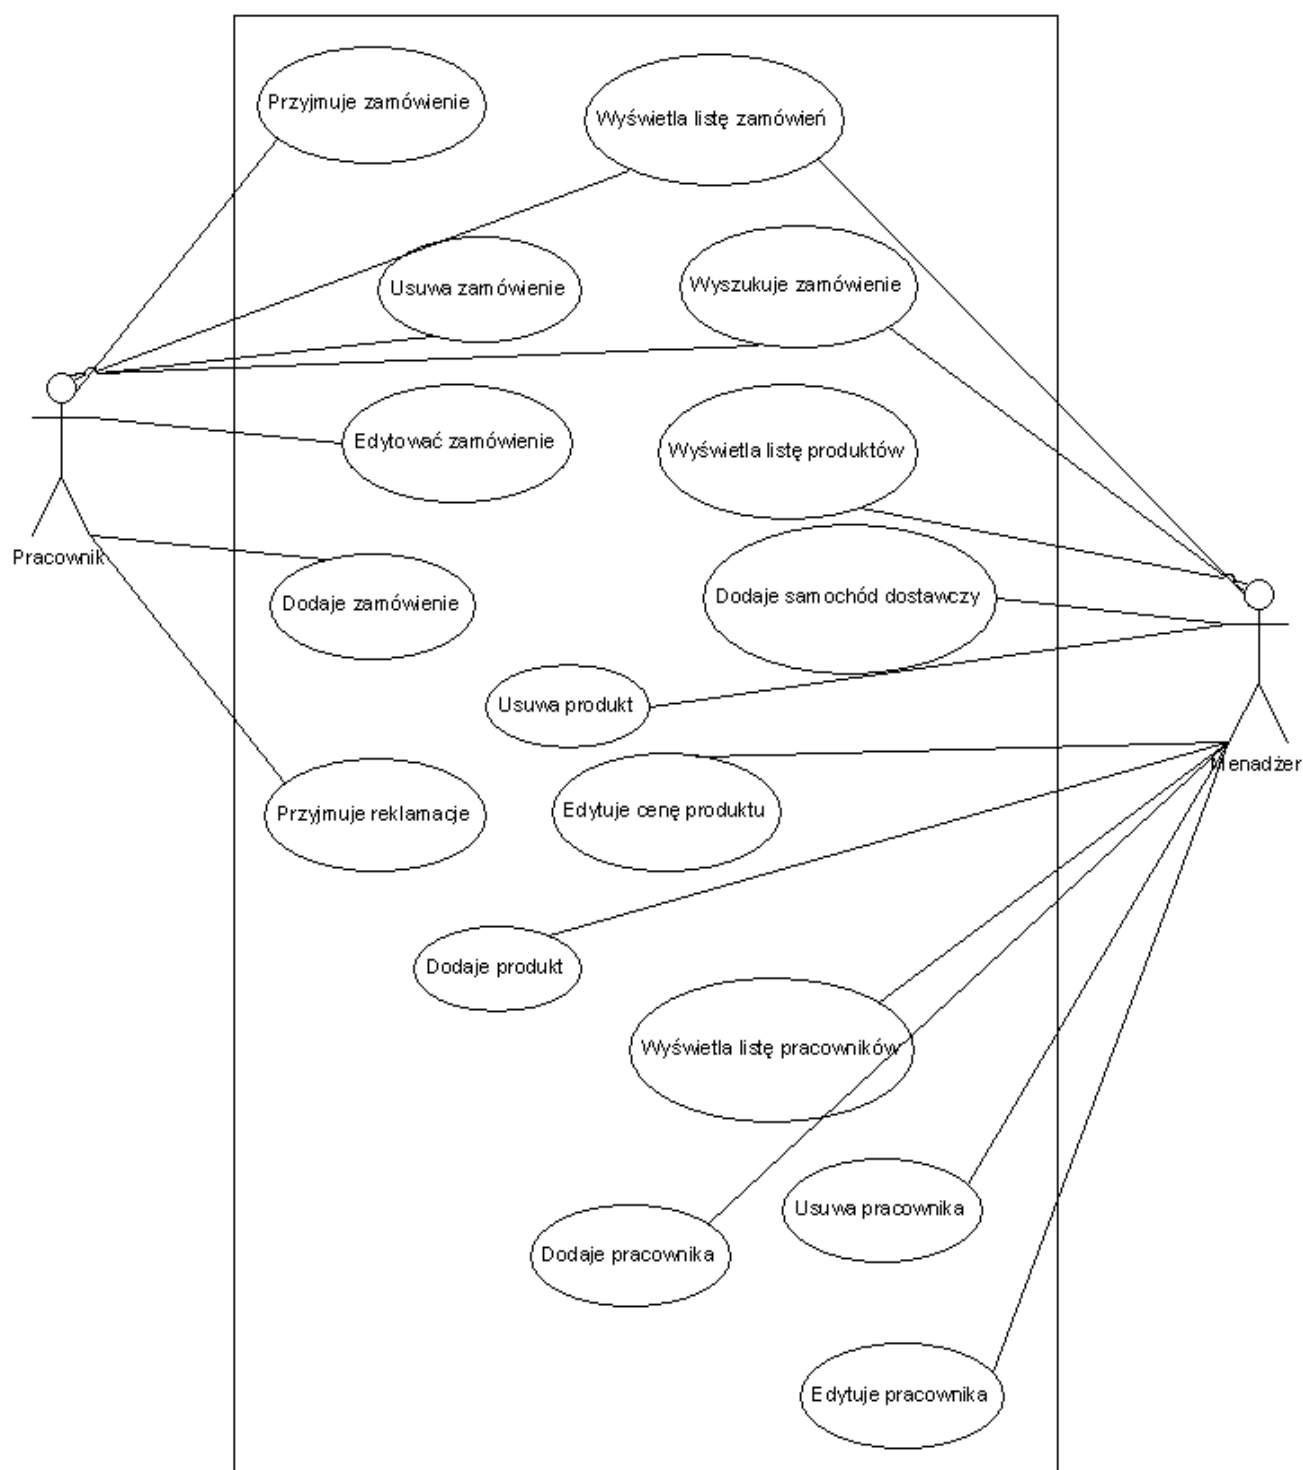 Przyjmuje zamówienie
Wyświetla listę zamówień
Usuwa zamówienie
Wyszukuje zamówienie
Edytować zamówienie
Wyświetla listę produktów
Pracownik
Dodaje zamówienie
Dodaje samochód dostawczy
Usuwa produkt
Menadżer
Przyjmuje reklamacje
Edytuje cenę produktu
Dodaje produkt
Wyświetla listę pracowników
Usuwa pracownika
Dodaje pracownika
Edytuje pracownika